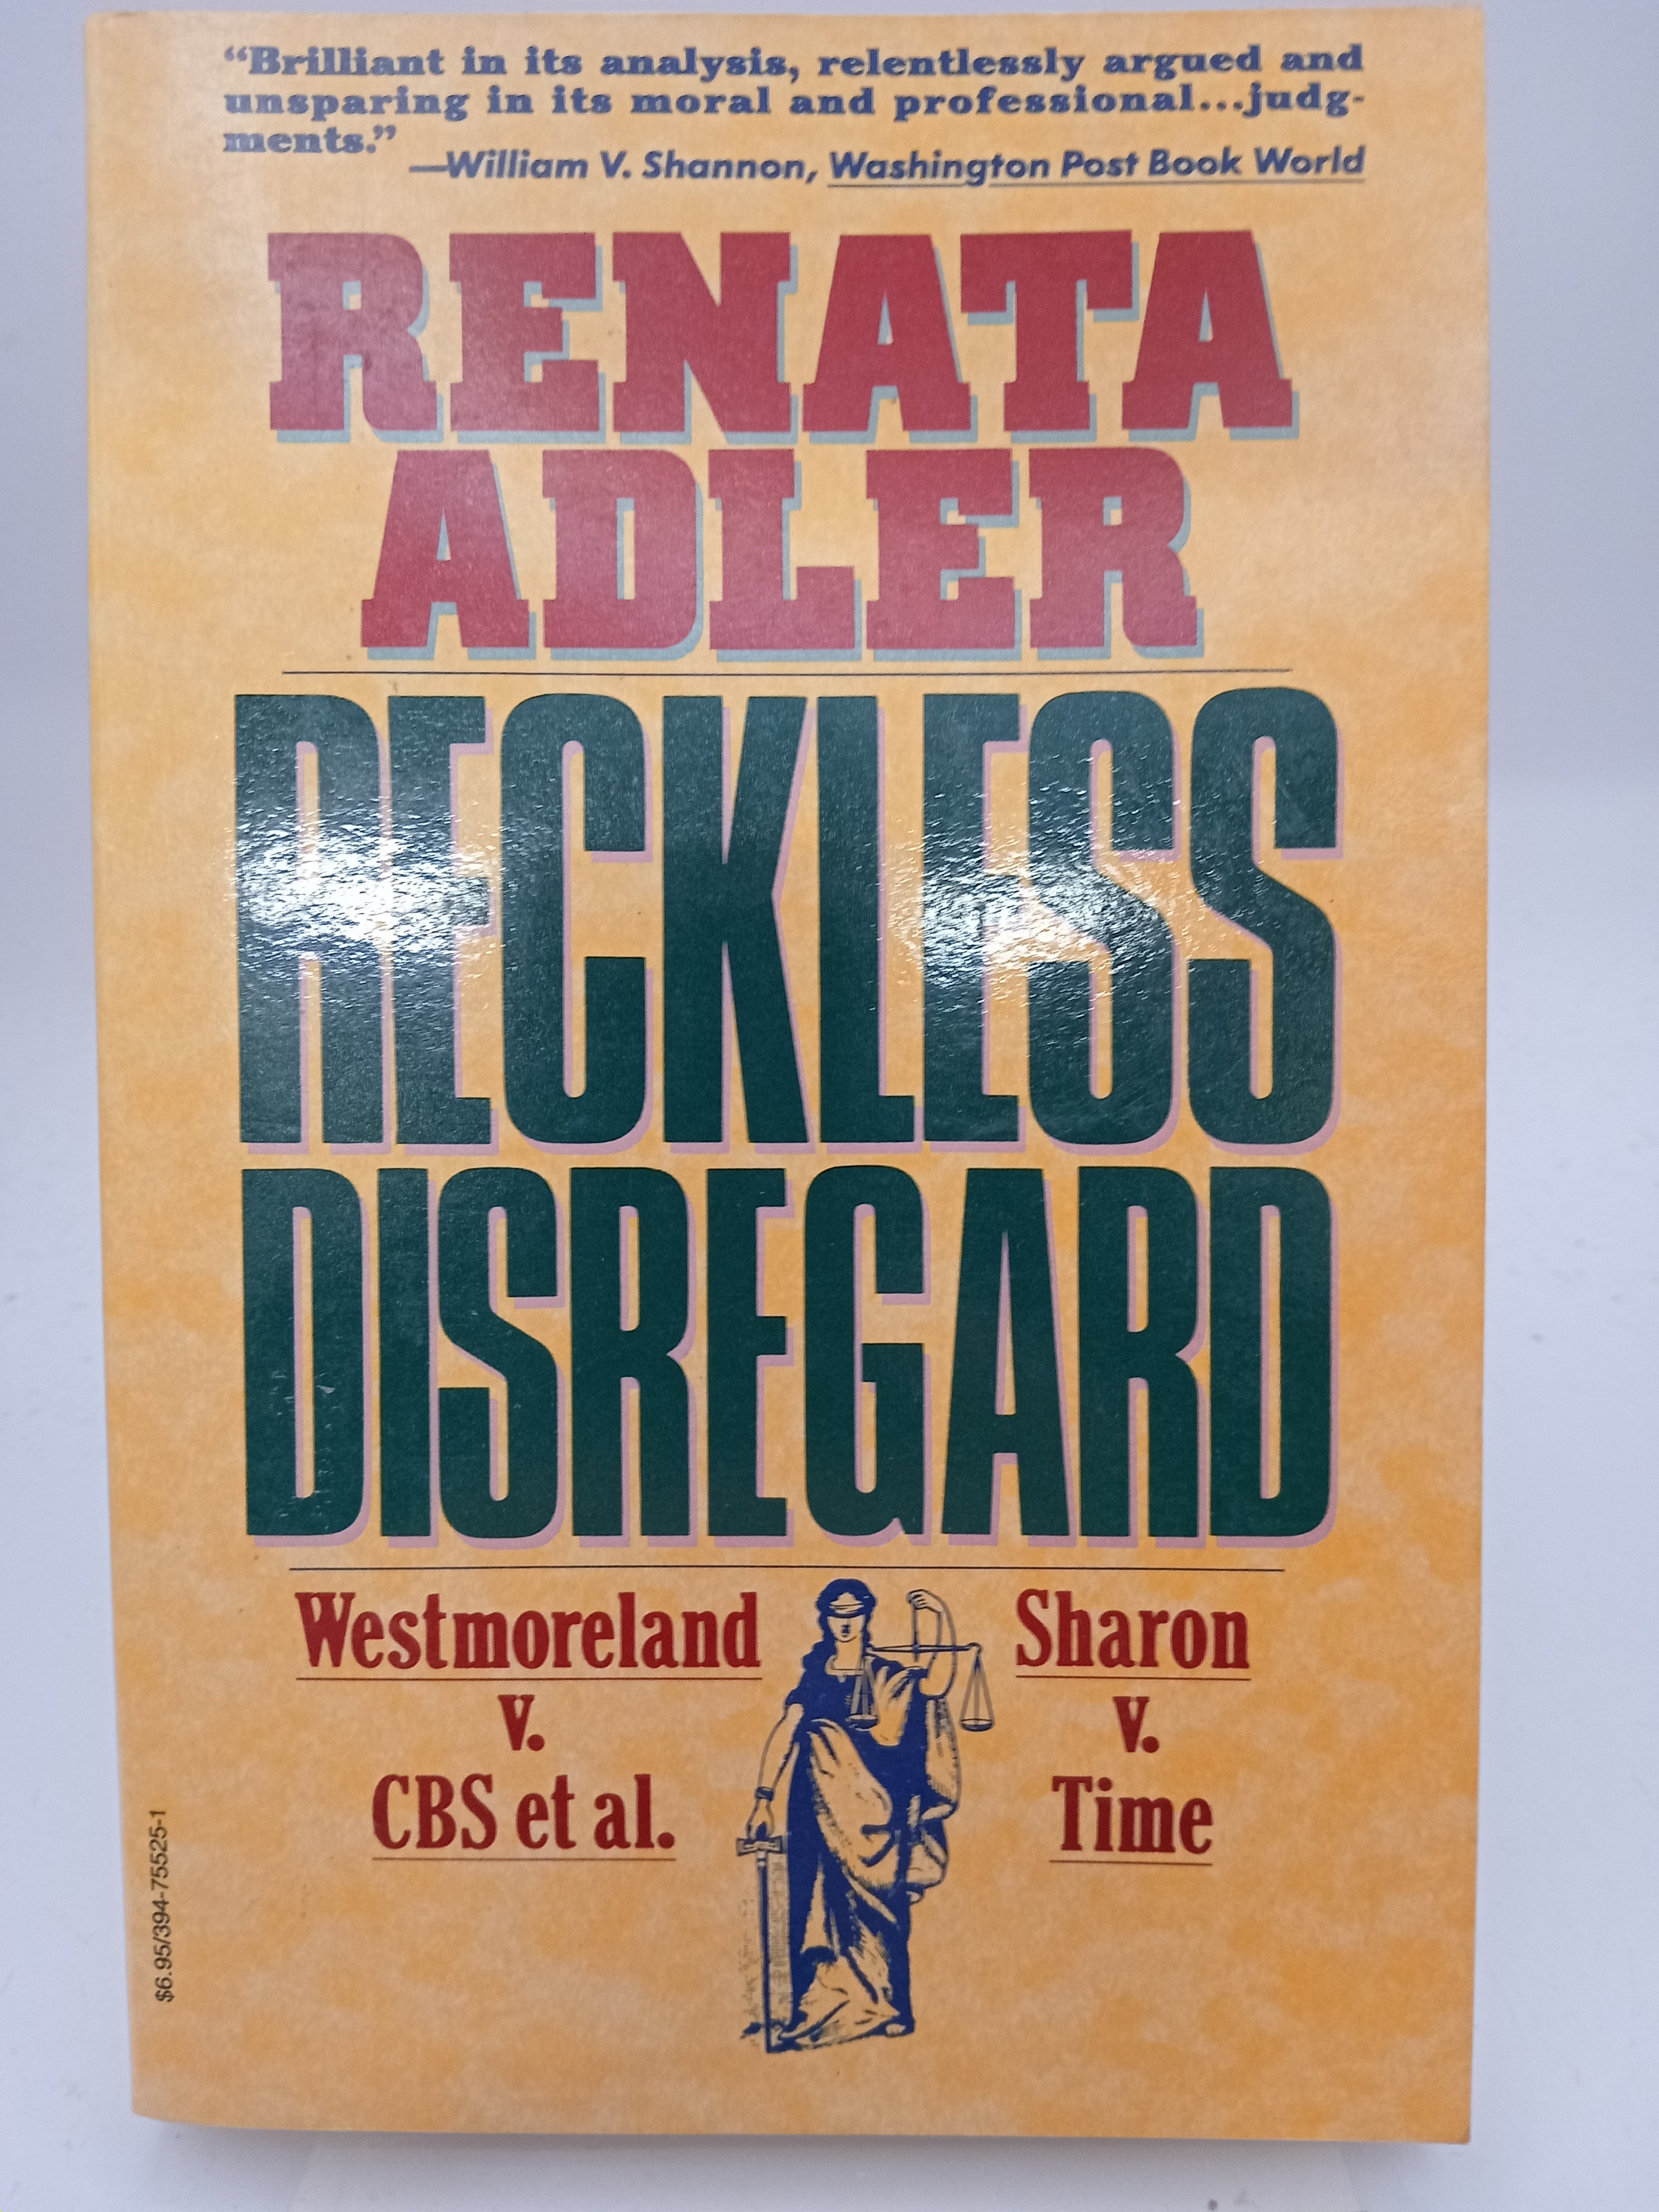 “Brilliant in its analysis, relentlessly argued and
unsparing in its moral and professional...judg-
ments.”
—William V. Shannon, Washington Post Book World
RENATA
ADLER
RECKLESS
DISREGARD
Westmoreland
v.
CBS et al.
Sharon
v.
Time
$6.95/394-75525-1